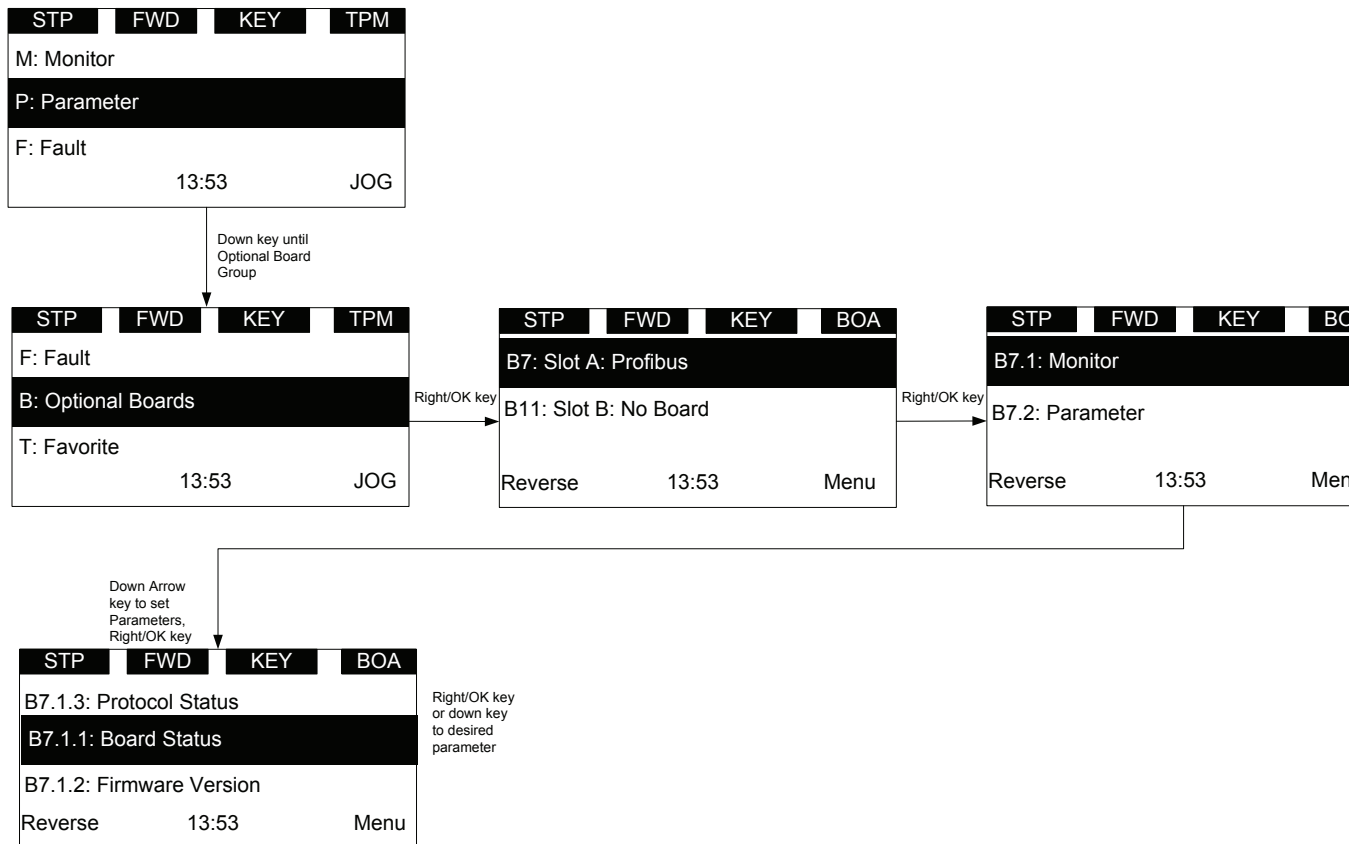 STP FWD KEY TPM
M: Monitor
P: Parameter
F: Fault
13:53 JOG
Down key until
Optional Board
Group
STP FWD KEY TPM
F: Fault
B: Optional Boards
T: Favorite
13:53 JOG
Right/OK key
STP FWD KEY BOA
B7: Slot A: Profibus
B11: Slot B: No Board
Reverse 13:53 Menu
Right/OK key
STP FWD KEY
B7.1: Monitor
B7.2: Parameter
Reverse 13:53
Down Arrow
key to set
Parameters,
Right/OK key
STP FWD KEY BOA
B7.1.3: Protocol Status
B7.1.1: Board Status
B7.1.2: Firmware Version
Reverse 13:53 Menu
Right/OK key
or down key
to desired
parameter